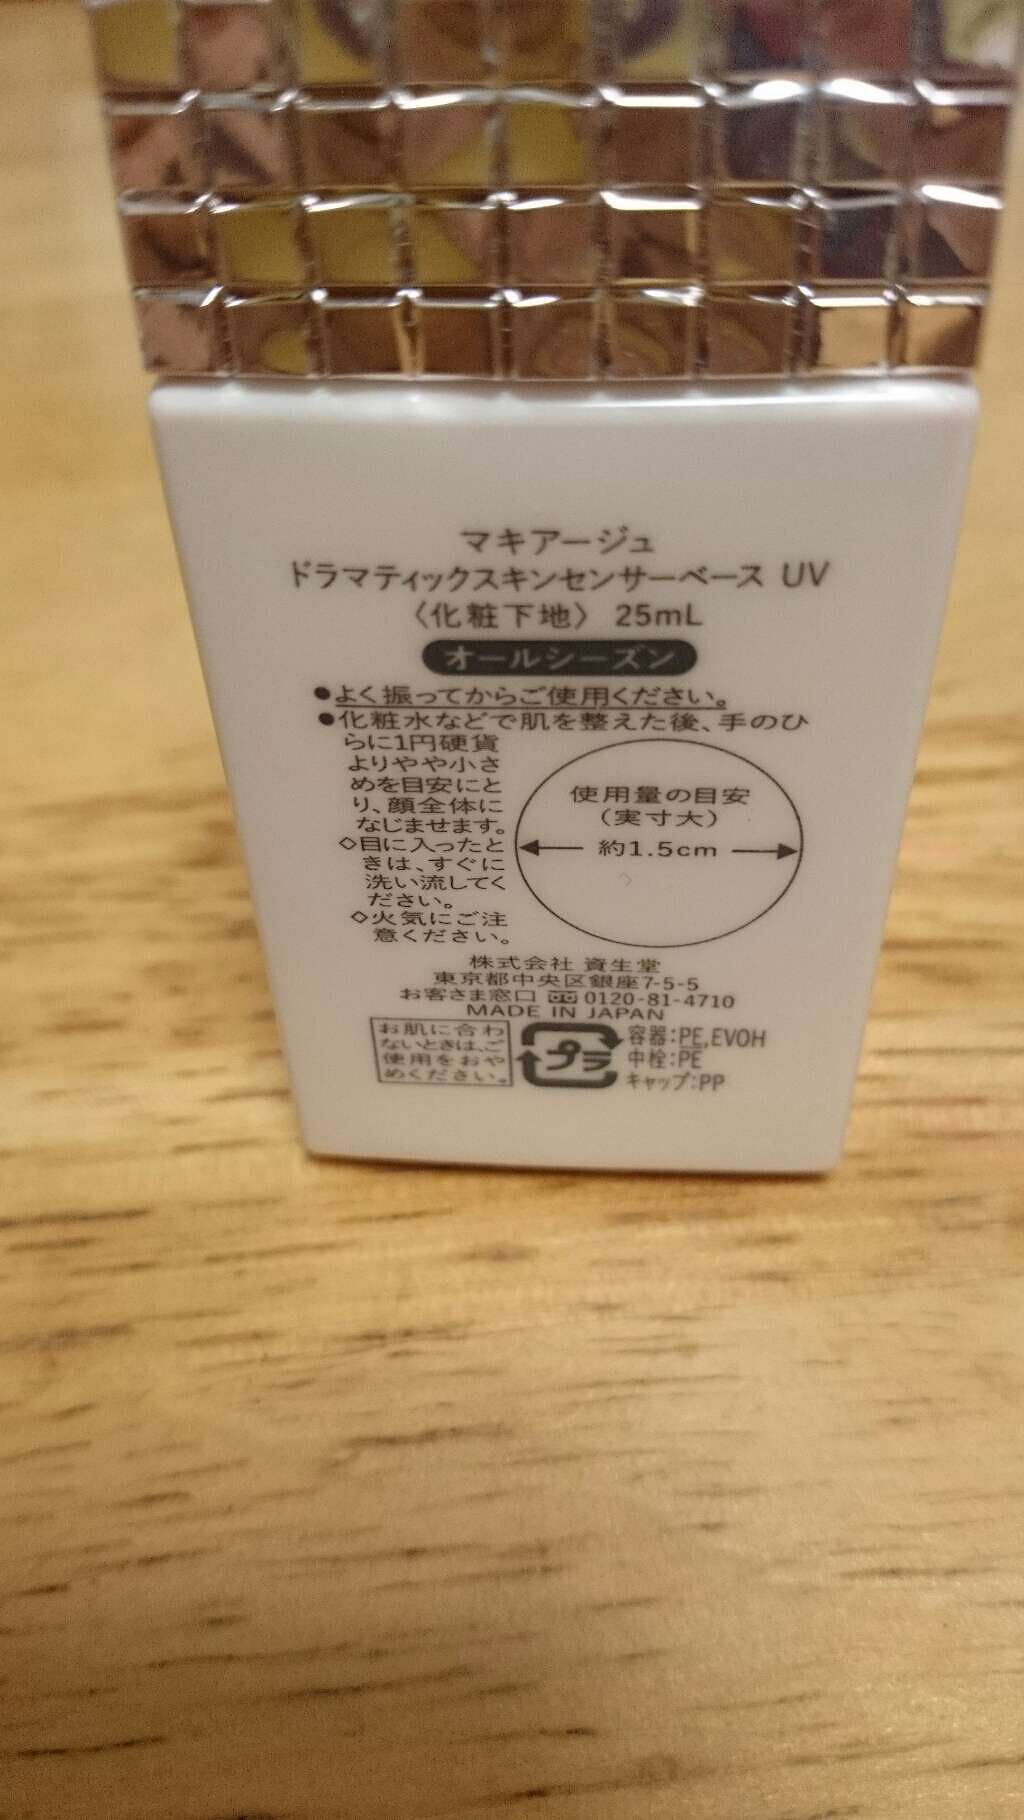 マキアージュ
ドラマティックスキンセンサーベース UV
〈化粧下地〉 25mL
オールシーズン
●よく振ってからご使用ください。
●化粧水などで肌を整えた後、手のひ
らに1円硬貨
よりやや小さ
めを目安にと
り、顔全体に
なじませます。
◇目に入ったと
きは、すぐに
洗い流してく
ださい。
◇火気にご注
意ください。
使用量の目安
(実寸大)
約1.5cm
株式会社 資生堂
東京都中央区銀座7-5-5
お客さま窓口 0120-81-4710
MADE IN JAPAN
お肌に合わ
ないときは、ご
使用をおや
めください。
プラ
容器:PE,EVOH
中栓:PE
キャップ:PP